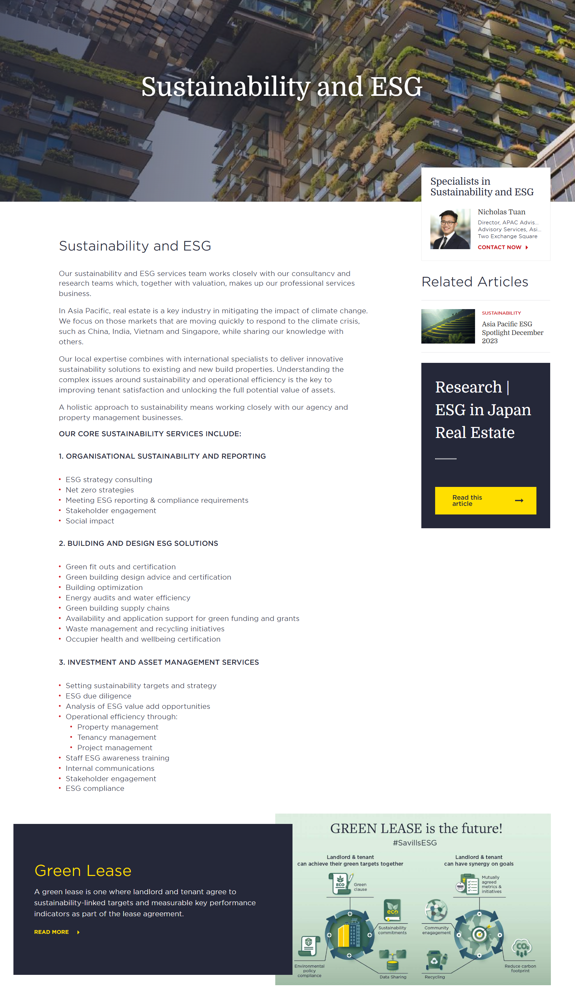 Sustainability and ESG
Specialists in
Sustainability and ESG
Nicholas Tuan
Director, APAC Advis...
Advisory Services, Asi...
Two Exchange Square
CONTACT NOW
Sustainability and ESG
Our sustainability and ESG services team works closely with our consultancy and
research teams which, together with valuation, makes up our professional services
business.
In Asia Pacific, real estate is a key industry in mitigating the impact of climate change.
We focus on those markets that are moving quickly to respond to the climate crisis,
such as China, India, Vietnam and Singapore, while sharing our knowledge with
others.
Our local expertise combines with international specialists to deliver innovative
sustainability solutions to existing and new build properties. Understanding the
complex issues around sustainability and operational efficiency is the key to
improving tenant satisfaction and unlocking the full potential value of assets.
A holistic approach to sustainability means working closely with our agency and
property management businesses.
OUR CORE SUSTAINABILITY SERVICES INCLUDE:
1. ORGANISATIONAL SUSTAINABILITY AND REPORTING
• ESG strategy consulting
• Net zero strategies
• Meeting ESG reporting & compliance requirements
• Stakeholder engagement
• Social impact
2. BUILDING AND DESIGN ESG SOLUTIONS
• Green fit outs and certification
• Green building design advice and certification
• Building optimization
• Energy audits and water efficiency
• Green building supply chains
• Availability and application support for green funding and grants
• Waste management and recycling initiatives
• Occupier health and wellbeing certification
3. INVESTMENT AND ASSET MANAGEMENT SERVICES
• Setting sustainability targets and strategy
• ESG due diligence
• Analysis of ESG value add opportunities
• Operational efficiency through:
• Property management
• Tenancy management
• Project management
• Staff ESG awareness training
• Internal communications
• Stakeholder engagement
• ESG compliance
Related Articles
SUSTAINABILITY
Asia Pacific ESG
Spotlight December
2023
Research |
ESG in Japan
Real Estate
Read this
article
Green Lease
A green lease is one where landlord and tenant agree to
sustainability-linked targets and measurable key performance
indicators as part of the lease agreement.
READ MORE
GREEN LEASE is the future!
#SavillsESG
Landlord & tenant
can achieve their green targets together
ECO
Green
clause
eco
Sustainability
commitments
Environmental
policy
compliance
Data Sharing
Landlord & tenant
can have synergy on goals
Mutually
agreed
metrics &
initiatives
Community
enagagement
CO2
Reduce carbon
footprint
Recycling